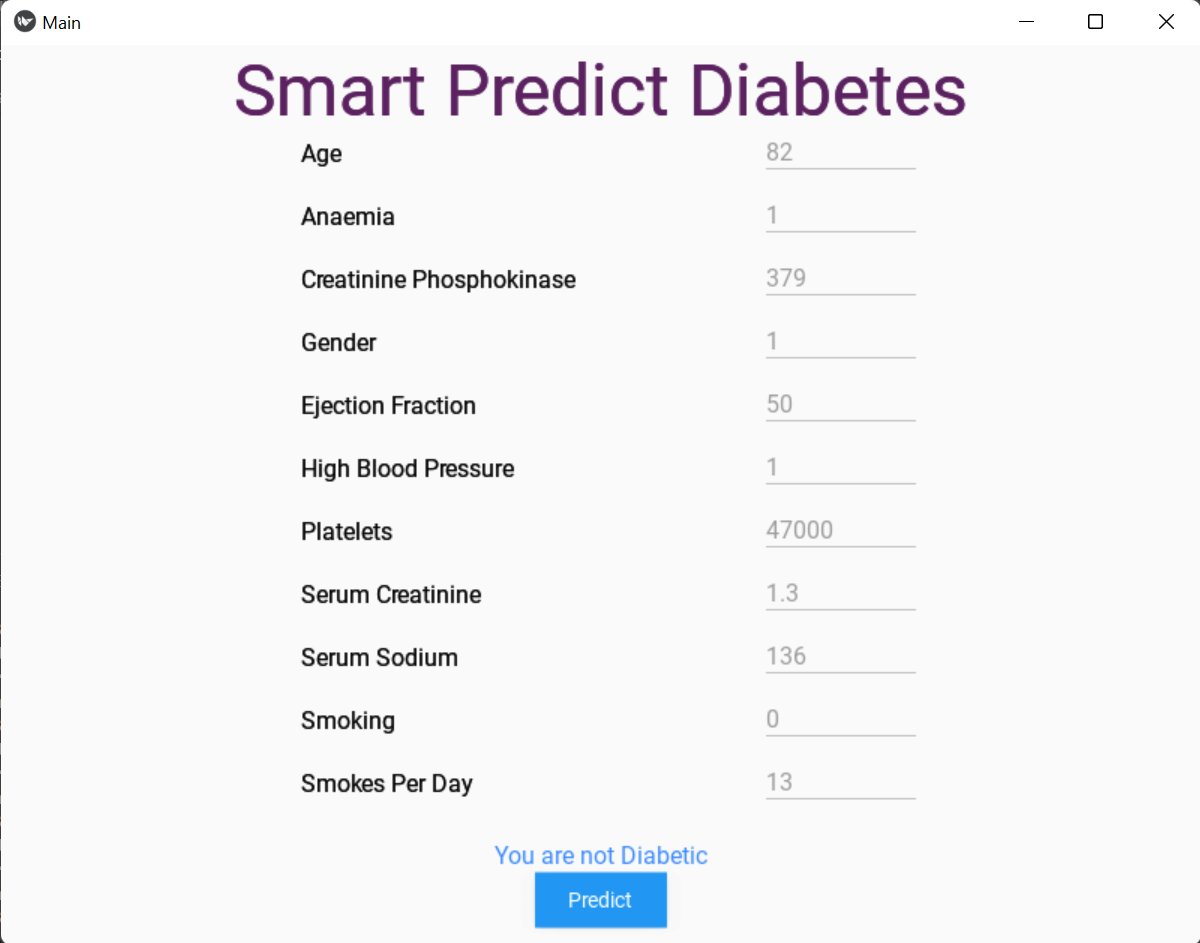 Main
Smart Predict Diabetes
Age 82
Anaemia 1
Creatinine Phosphokinase 379
Gender 1
Ejection Fraction 50
High Blood Pressure 1
Platelets 47000
Serum Creatinine 1.3
Serum Sodium 136
Smoking 0
Smokes Per Day 13
You are not Diabetic
Predict